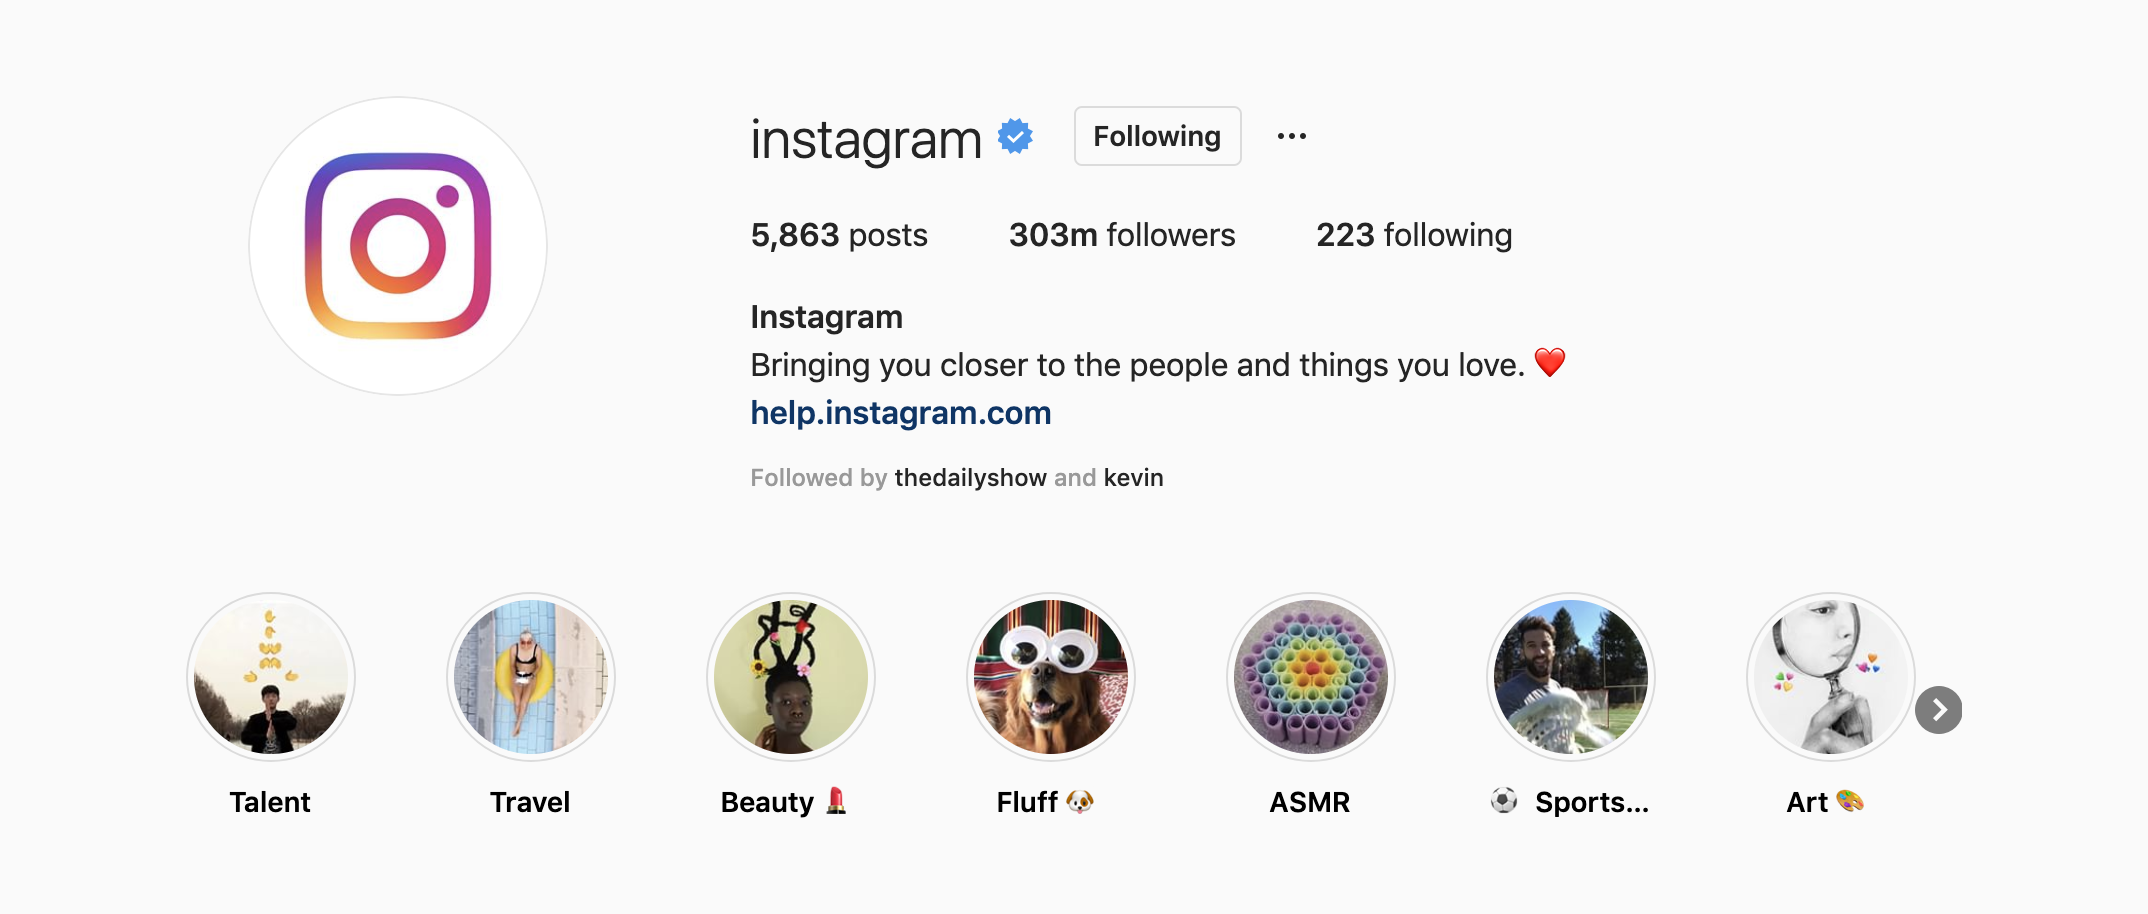 instagram Following
5,863 posts 303m followers 223 following
Instagram
Bringing you closer to the people and things you love. ❤️
help.instagram.com
Followed by thedailyshow and kevin
Talent Travel Beauty 💄 Fluff 🐶 ASMR ⚽ Sports... Art 🎨